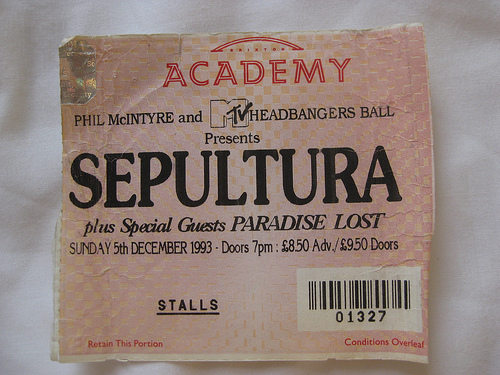 BRIXTON
ACADEMY
PHIL McINTYRE and MTV HEADBANGERS BALL
Presents
SEPULTURA
plus Special Guests PARADISE LOST
SUNDAY 5th DECEMBER 1993 - Doors 7pm : £8.50 Adv./£9.50 Doors
STALLS
01327
Retain This Portion
Conditions Overleaf